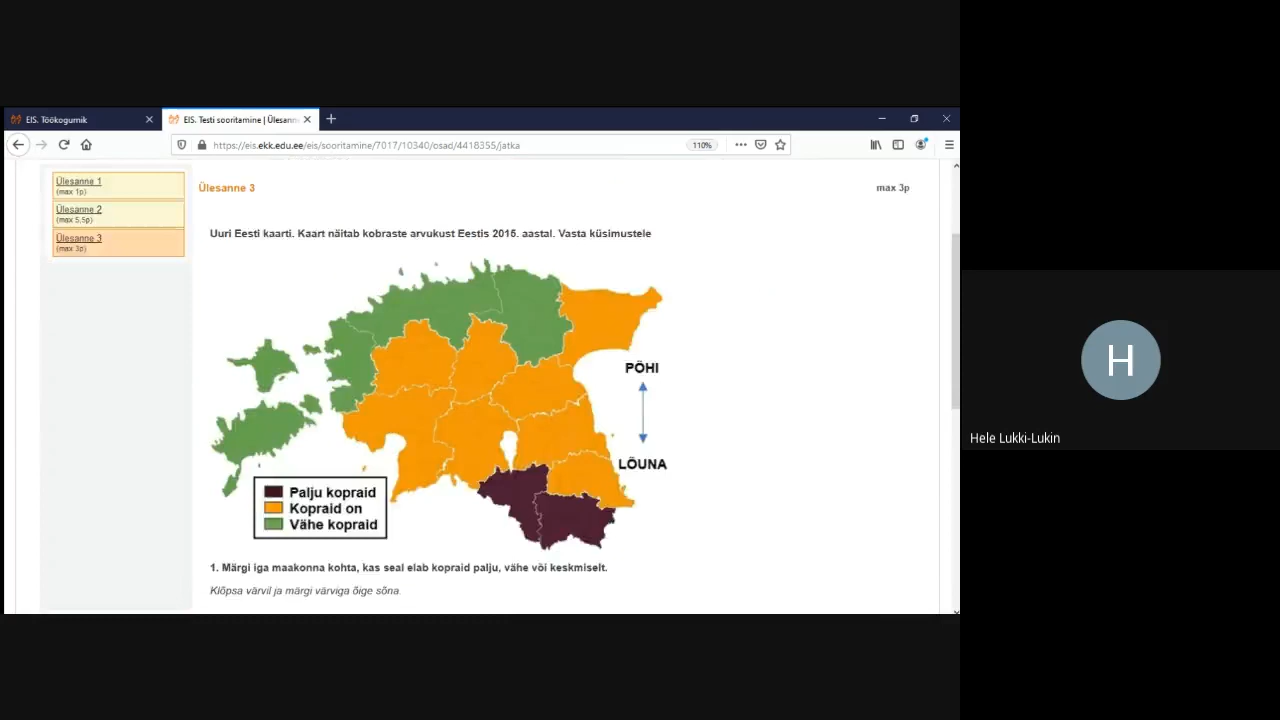 EIS. Töökogumik
EIS. Testi sooritamine | Ülesann
https://eis.ekk.edu.ee/eis/sooritamine/7017/10340/osad/4418355/jatka
110%
Ülesanne 1
(max 1p)
Ülesanne 2
(max 5.5p)
Ülesanne 3
(max 3p)
Ülesanne 3
max 3p
Uuri Eesti kaarti. Kaart näitab kobraste arvukust Eestis 2015. aastal. Vasta küsimustele
PÕHI
LÕUNA
Palju kopraid
Kopraid on
Vähe kopraid
1. Märgi iga maakonna kohta, kas seal elab kopraid palju, vähe või keskmiselt.
Klõpsa värvil ja märgi värviga õige sõna.
H
Hele Lukki-Lukin